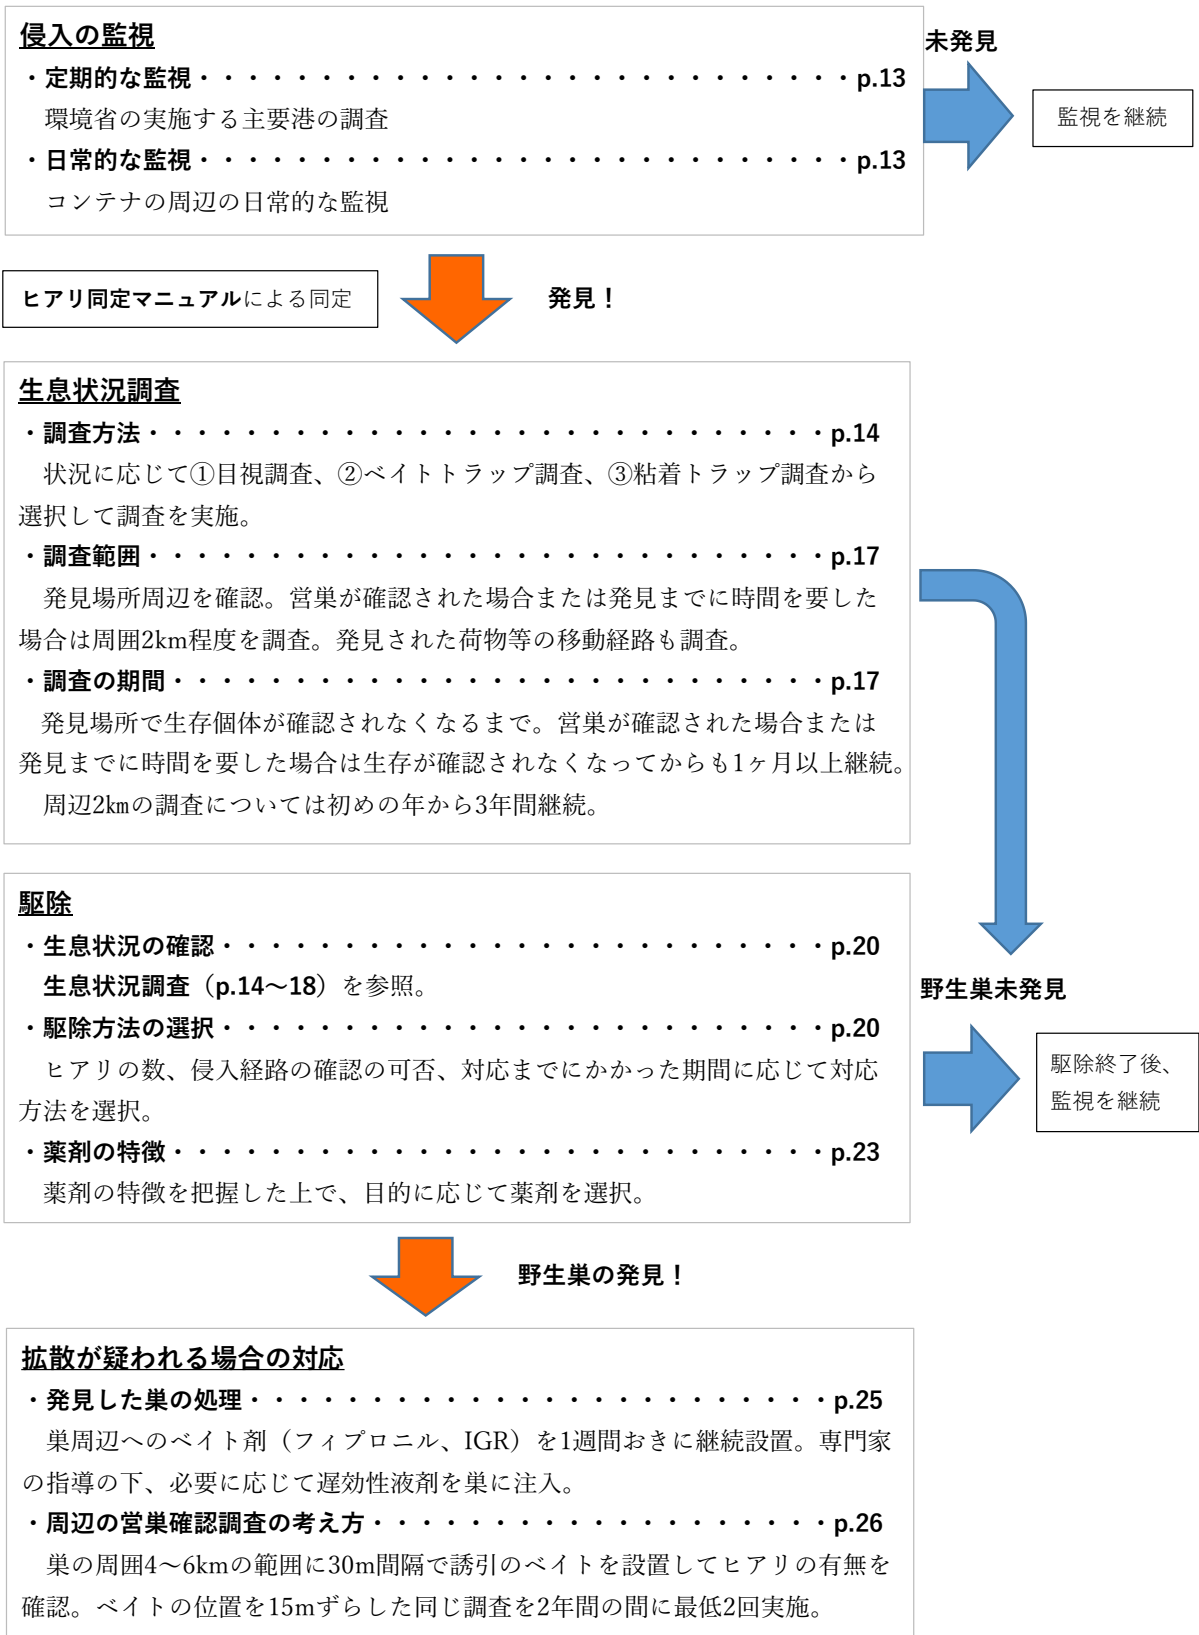 侵入の監視
・定期的な監視・・・・・・・・・・・・・・・・・・・・・・・・・・p.13
環境省の実施する主要港の調査
・日常的な監視・・・・・・・・・・・・・・・・・・・・・・・・・・p.13
コンテナの周辺の日常的な監視
未発見
監視を継続
ヒアリ同定マニュアルによる同定
発見！
生息状況調査
・調査方法・・・・・・・・・・・・・・・・・・・・・・・・・・・p.14
状況に応じて①目視調査、②ベイトトラップ調査、③粘着トラップ調査から
選択して調査を実施。
・調査範囲・・・・・・・・・・・・・・・・・・・・・・・・・・・p.17
発見場所周辺を確認。営巣が確認された場合または発見までに時間を要した
場合は周囲2km程度を調査。発見された荷物等の移動経路も調査。
・調査の期間・・・・・・・・・・・・・・・・・・・・・・・・・・p.17
発見場所で生存個体が確認されなくなるまで。営巣が確認された場合または
発見までに時間を要した場合は生存が確認されなくなってからも1ヶ月以上継続。
周辺2㎞の調査については初めの年から3年間継続。
駆除
・生息状況の確認・・・・・・・・・・・・・・・・・・・・・・・・p.20
生息状況調査（p.14～18）を参照。
・駆除方法の選択・・・・・・・・・・・・・・・・・・・・・・・・p.20
ヒアリの数、侵入経路の確認の可否、対応までにかかった期間に応じて対応
方法を選択。
・薬剤の特徴・・・・・・・・・・・・・・・・・・・・・・・・・・p.23
薬剤の特徴を把握した上で、目的に応じて薬剤を選択。
野生巣未発見
駆除終了後、
監視を継続
野生巣の発見！
拡散が疑われる場合の対応
・発見した巣の処理・・・・・・・・・・・・・・・・・・・・・・・p.25
巣周辺へのベイト剤（フィプロニル、IGR）を1週間おきに継続設置。専門家
の指導の下、必要に応じて遅効性液剤を巣に注入。
・周辺の営巣確認調査の考え方・・・・・・・・・・・・・・・・・・p.26
巣の周囲4～6kmの範囲に30m間隔で誘引のベイトを設置してヒアリの有無を
確認。ベイトの位置を15mずらした同じ調査を2年間の間に最低2回実施。